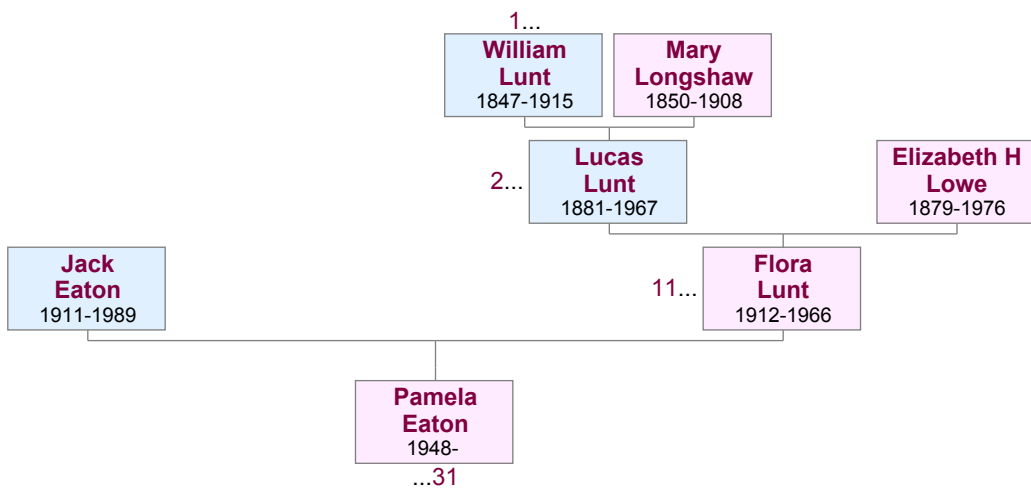 1...
William
Lunt
1847-1915
Mary
Longshaw
1850-1908
2...
Lucas
Lunt
1881-1967
Elizabeth H
Lowe
1879-1976
Jack
Eaton
1911-1989
11...
Flora
Lunt
1912-1966
Pamela
Eaton
1948-
...31